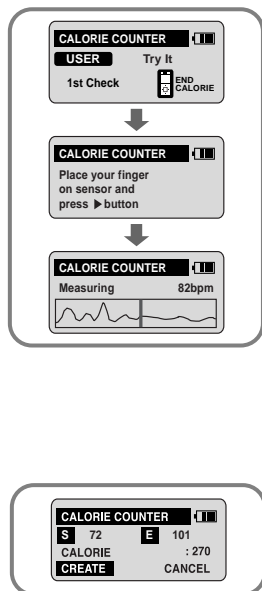 CALORIE COUNTER
USER Try It
1st Check END CALORIE
CALORIE COUNTER
Place your finger
on sensor and
press ▶button
CALORIE COUNTER
Measuring 82bpm
CALORIE COUNTER
S 72 E 101
CALORIE : 270
CREATE CANCEL